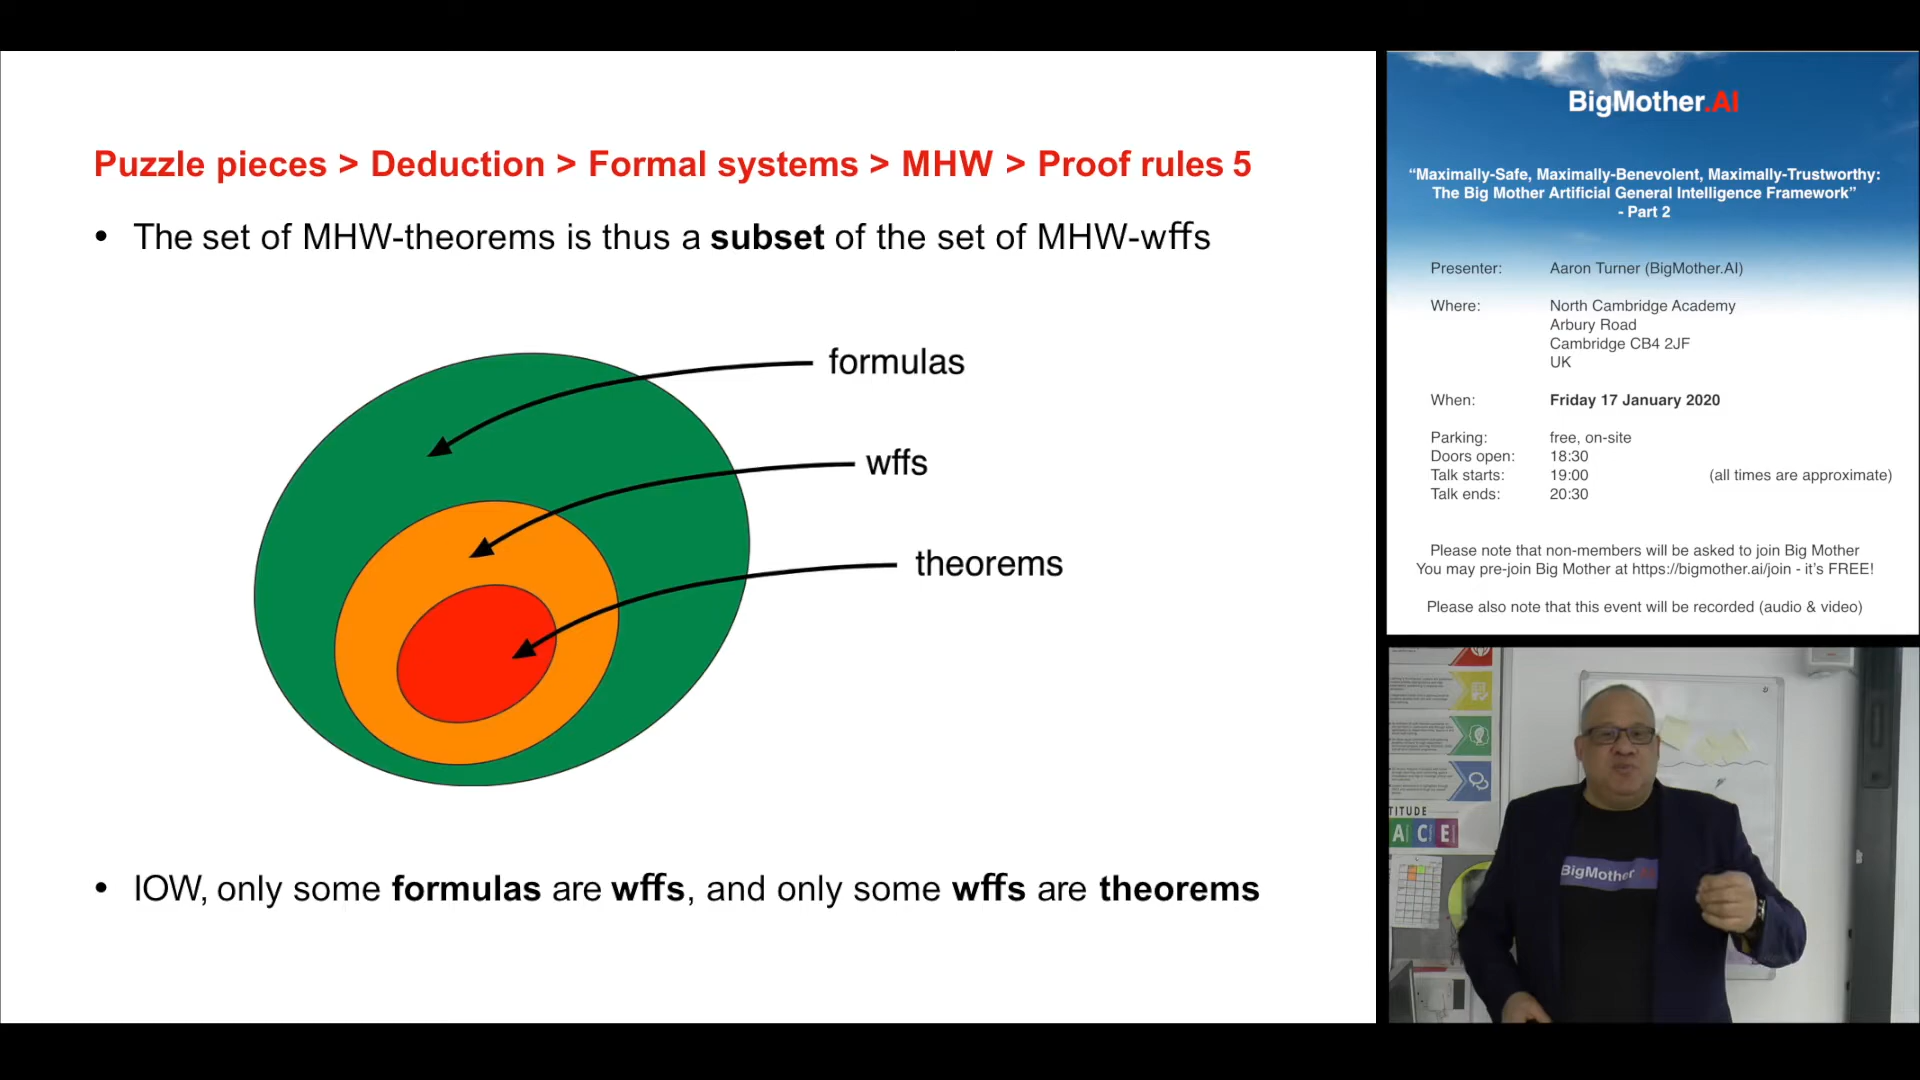 Puzzle pieces > Deduction > Formal systems > MHW > Proof rules 5
• The set of MHW-theorems is thus a subset of the set of MHW-wffs
formulas
wffs
theorems
• IOW, only some formulas are wffs, and only some wffs are theorems
BigMother.AI
“Maximally-Safe, Maximally-Benevolent, Maximally-Trustworthy:
The Big Mother Artificial General Intelligence Framework”
- Part 2
Presenter: Aaron Turner (BigMother.AI)
Where: North Cambridge Academy
Arbury Road
Cambridge CB4 2JF
UK
When: Friday 17 January 2020
Parking: free, on-site
Doors open: 18:30
Talk starts: 19:00 (all times are approximate)
Talk ends: 20:30
Please note that non-members will be asked to join Big Mother
You may pre-join Big Mother at https://bigmother.ai/join - it’s FREE!
Please also note that this event will be recorded (audio & video)
TITUDE
ACE
BigMother